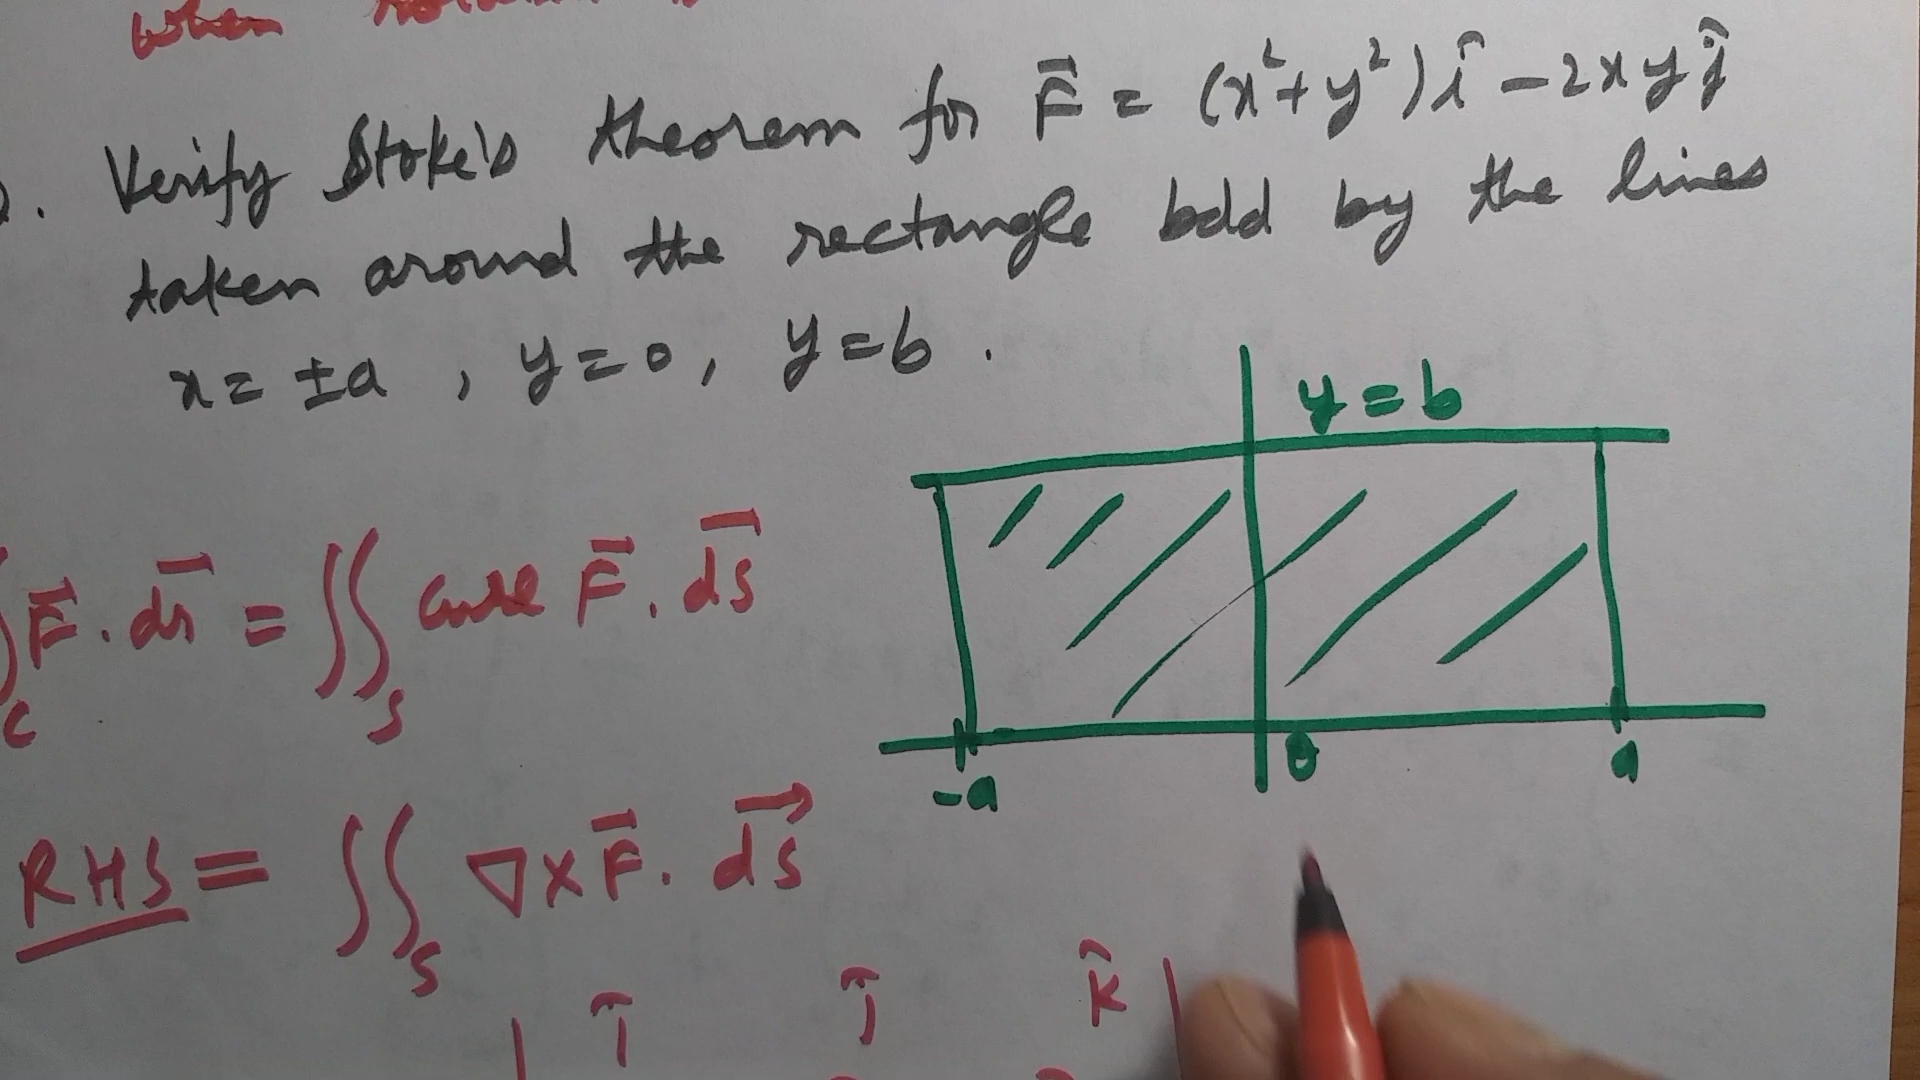 When
Verify Stoke's theorem for F̄ = (x²+y²)î - 2xyĵ
taken around the rectangle bdd by the lines
x = ±a , y = 0 , y = b .
y = b
∫ F̄ . dr̄ = ∬ curl F̄ . ds̄
C S
-a 0 a
RHS = ∬ ∇×F̄ . ds⃗
S
| î ĵ k̂ |